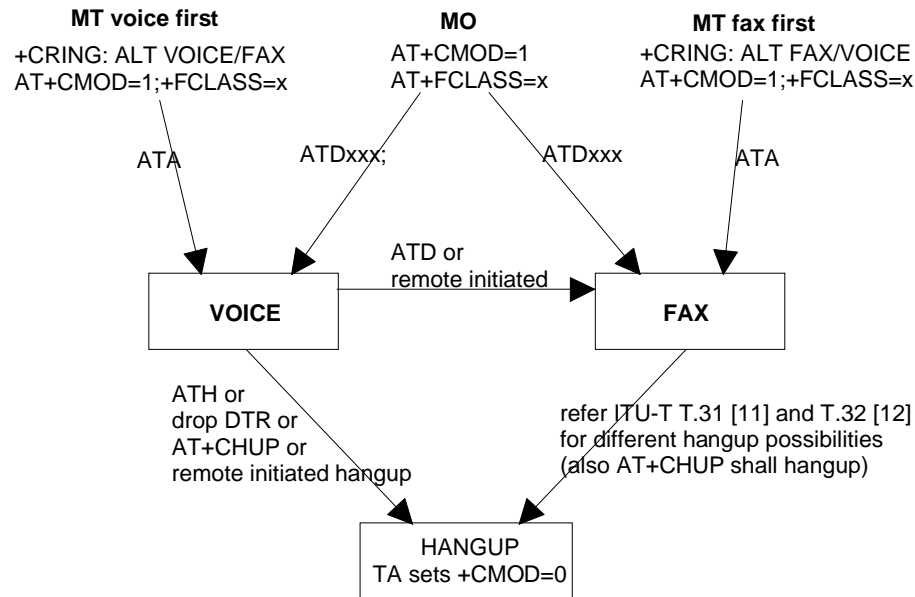 MT voice first
+CRING: ALT VOICE/FAX
AT+CMOD=1;+FCLASS=x
MO
AT+CMOD=1
AT+FCLASS=x
MT fax first
+CRING: ALT FAX/VOICE
AT+CMOD=1;+FCLASS=x
ATA
ATDxxx;
ATDxxx
ATA
ATD or
remote initiated
VOICE
FAX
ATH or
drop DTR or
AT+CHUP or
remote initiated hangup
refer ITU-T T.31 [11] and T.32 [12]
for different hangup possibilities
(also AT+CHUP shall hangup)
HANGUP
TA sets +CMOD=0